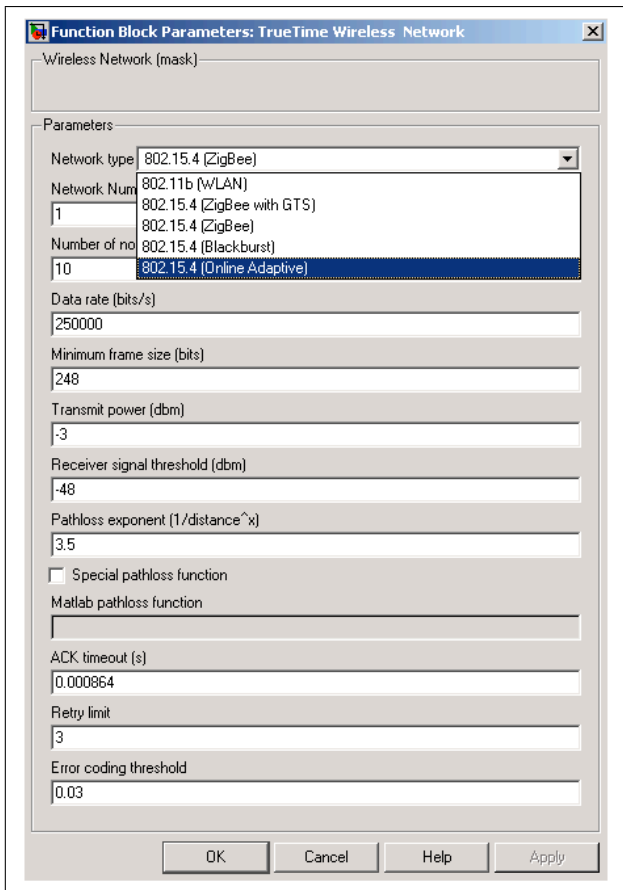 Function Block Parameters: TrueTime Wireless Network
Wireless Network (mask)
Parameters
Network type 802.15.4 (ZigBee)
802.11b (WLAN)
802.15.4 (ZigBee with GTS)
802.15.4 (ZigBee)
802.15.4 (Blackburst)
802.15.4 (Online Adaptive)
Network Num
1
Number of no
10
Data rate (bits/s)
250000
Minimum frame size (bits)
248
Transmit power (dbm)
-3
Receiver signal threshold (dbm)
-48
Pathloss exponent (1/distance^x)
3.5
Special pathloss function
Matlab pathloss function
ACK timeout (s)
0.000864
Retry limit
3
Error coding threshold
0.03
OK Cancel Help Apply